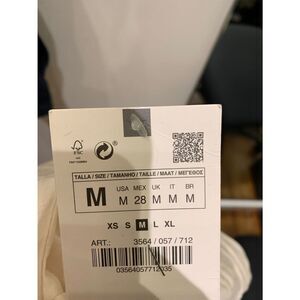 FSC
TALLA / SIZE / TAMANHO / TAILLE / MAAT / ΜΕΓΕΘΟΣ
M
USA MEX UK IT BR
M 28 M M M
XS S M L XL
ART.: 3564 / 057 / 712
03564057712035